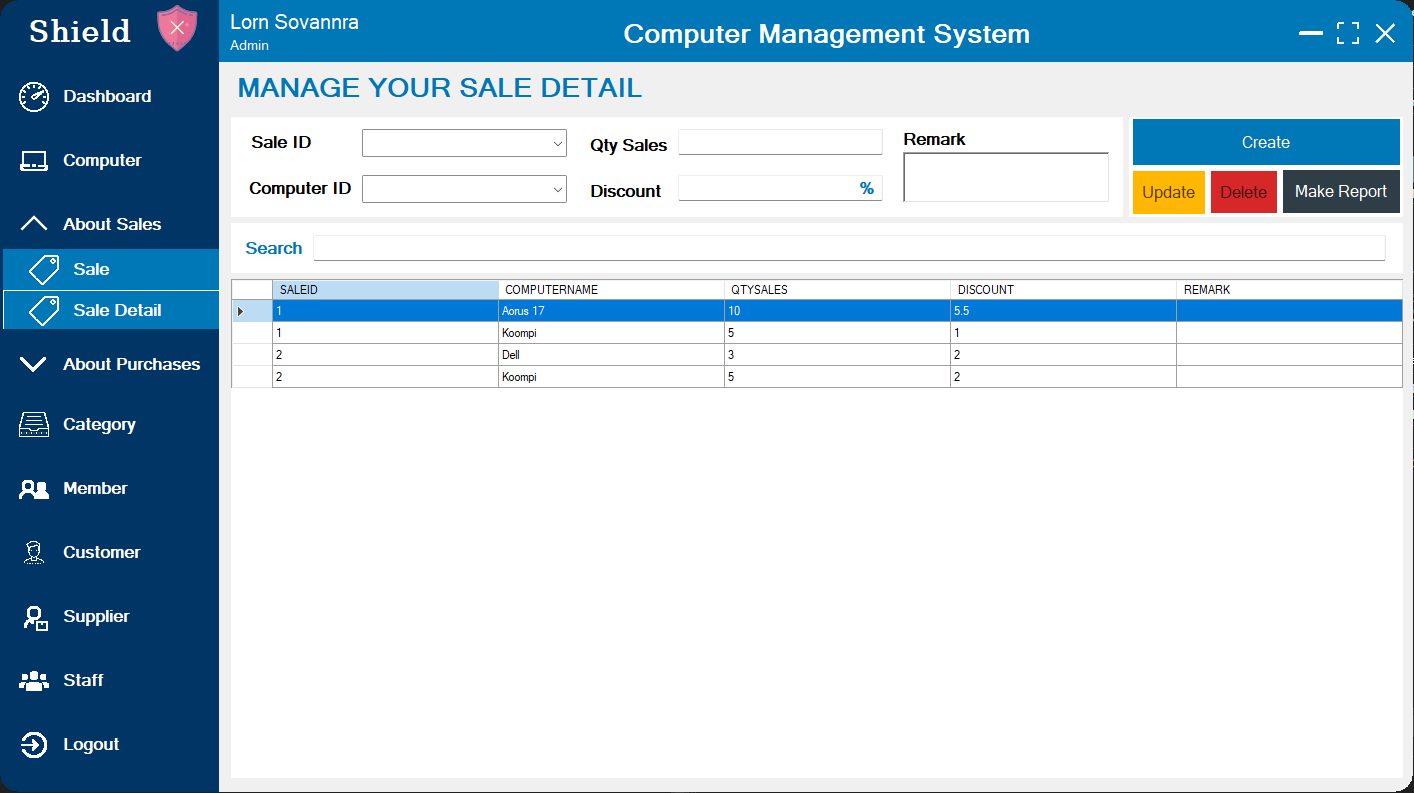 Shield
Lorn Sovannra
Admin
Computer Management System
Dashboard
Computer
About Sales
Sale
Sale Detail
About Purchases
Category
Member
Customer
Supplier
Staff
Logout
MANAGE YOUR SALE DETAIL
Sale ID
Qty Sales
Remark
Computer ID
Discount %
Create
Update Delete Make Report
Search
SALEID COMPUTERNAME QTYSALES DISCOUNT REMARK
1 Aorus 17 10 5.5
1 Koompi 5 1
2 Dell 3 2
2 Koompi 5 2